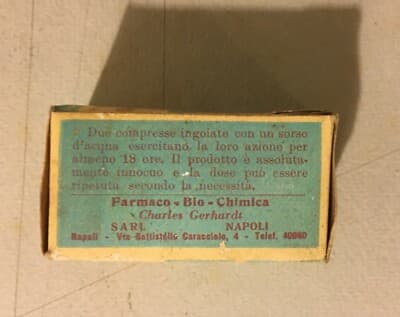 Due compresse ingoiate con un sorso
d'acqua esercitano la loro azione per
almeno 18 ore. Il prodotto è assoluta-
mente innocuo e la dose può essere
ripetuta secondo la necessità.
Farmaco - Bio - Chimica
Charles Gerhardt
SARL NAPOLI
Napoli - Via Battistello Caracciolo, 4 - Telef. 40960